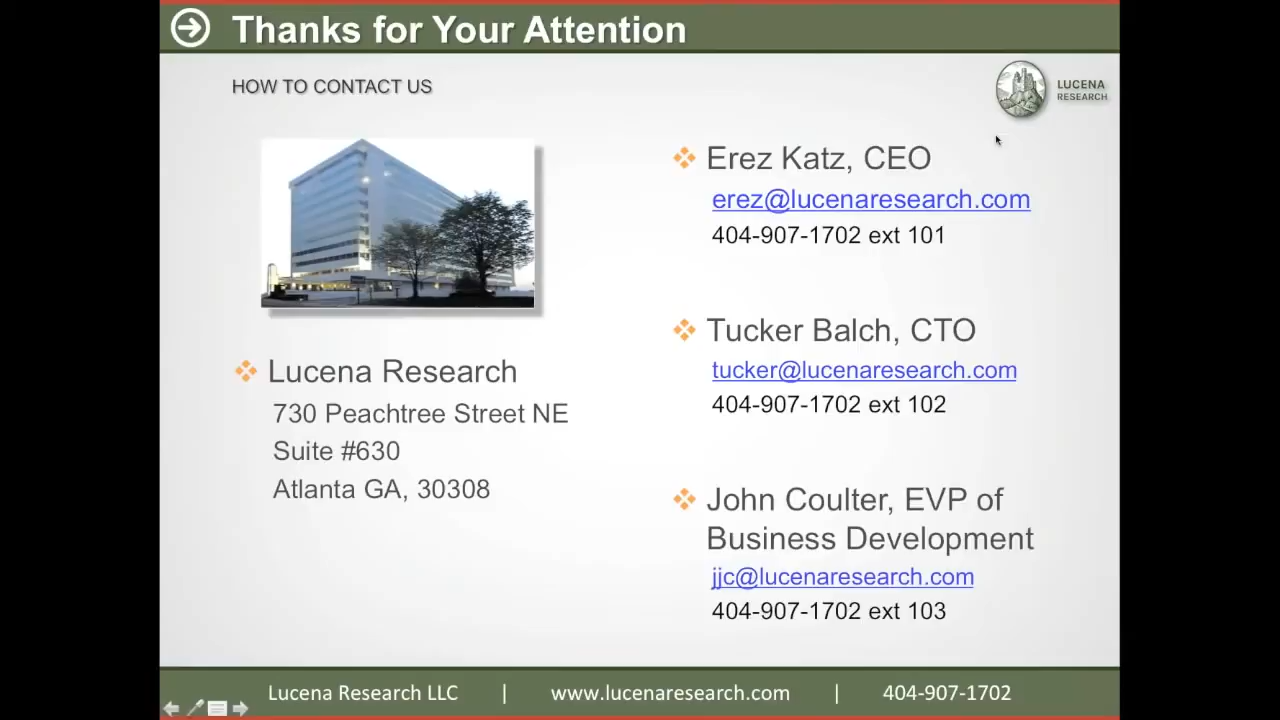 Thanks for Your Attention
HOW TO CONTACT US
LUCENA
RESEARCH
Lucena Research
730 Peachtree Street NE
Suite #630
Atlanta GA, 30308
Erez Katz, CEO
erez@lucenaresearch.com
404-907-1702 ext 101
Tucker Balch, CTO
tucker@lucenaresearch.com
404-907-1702 ext 102
John Coulter, EVP of
Business Development
jjc@lucenaresearch.com
404-907-1702 ext 103
Lucena Research LLC | www.lucenaresearch.com | 404-907-1702